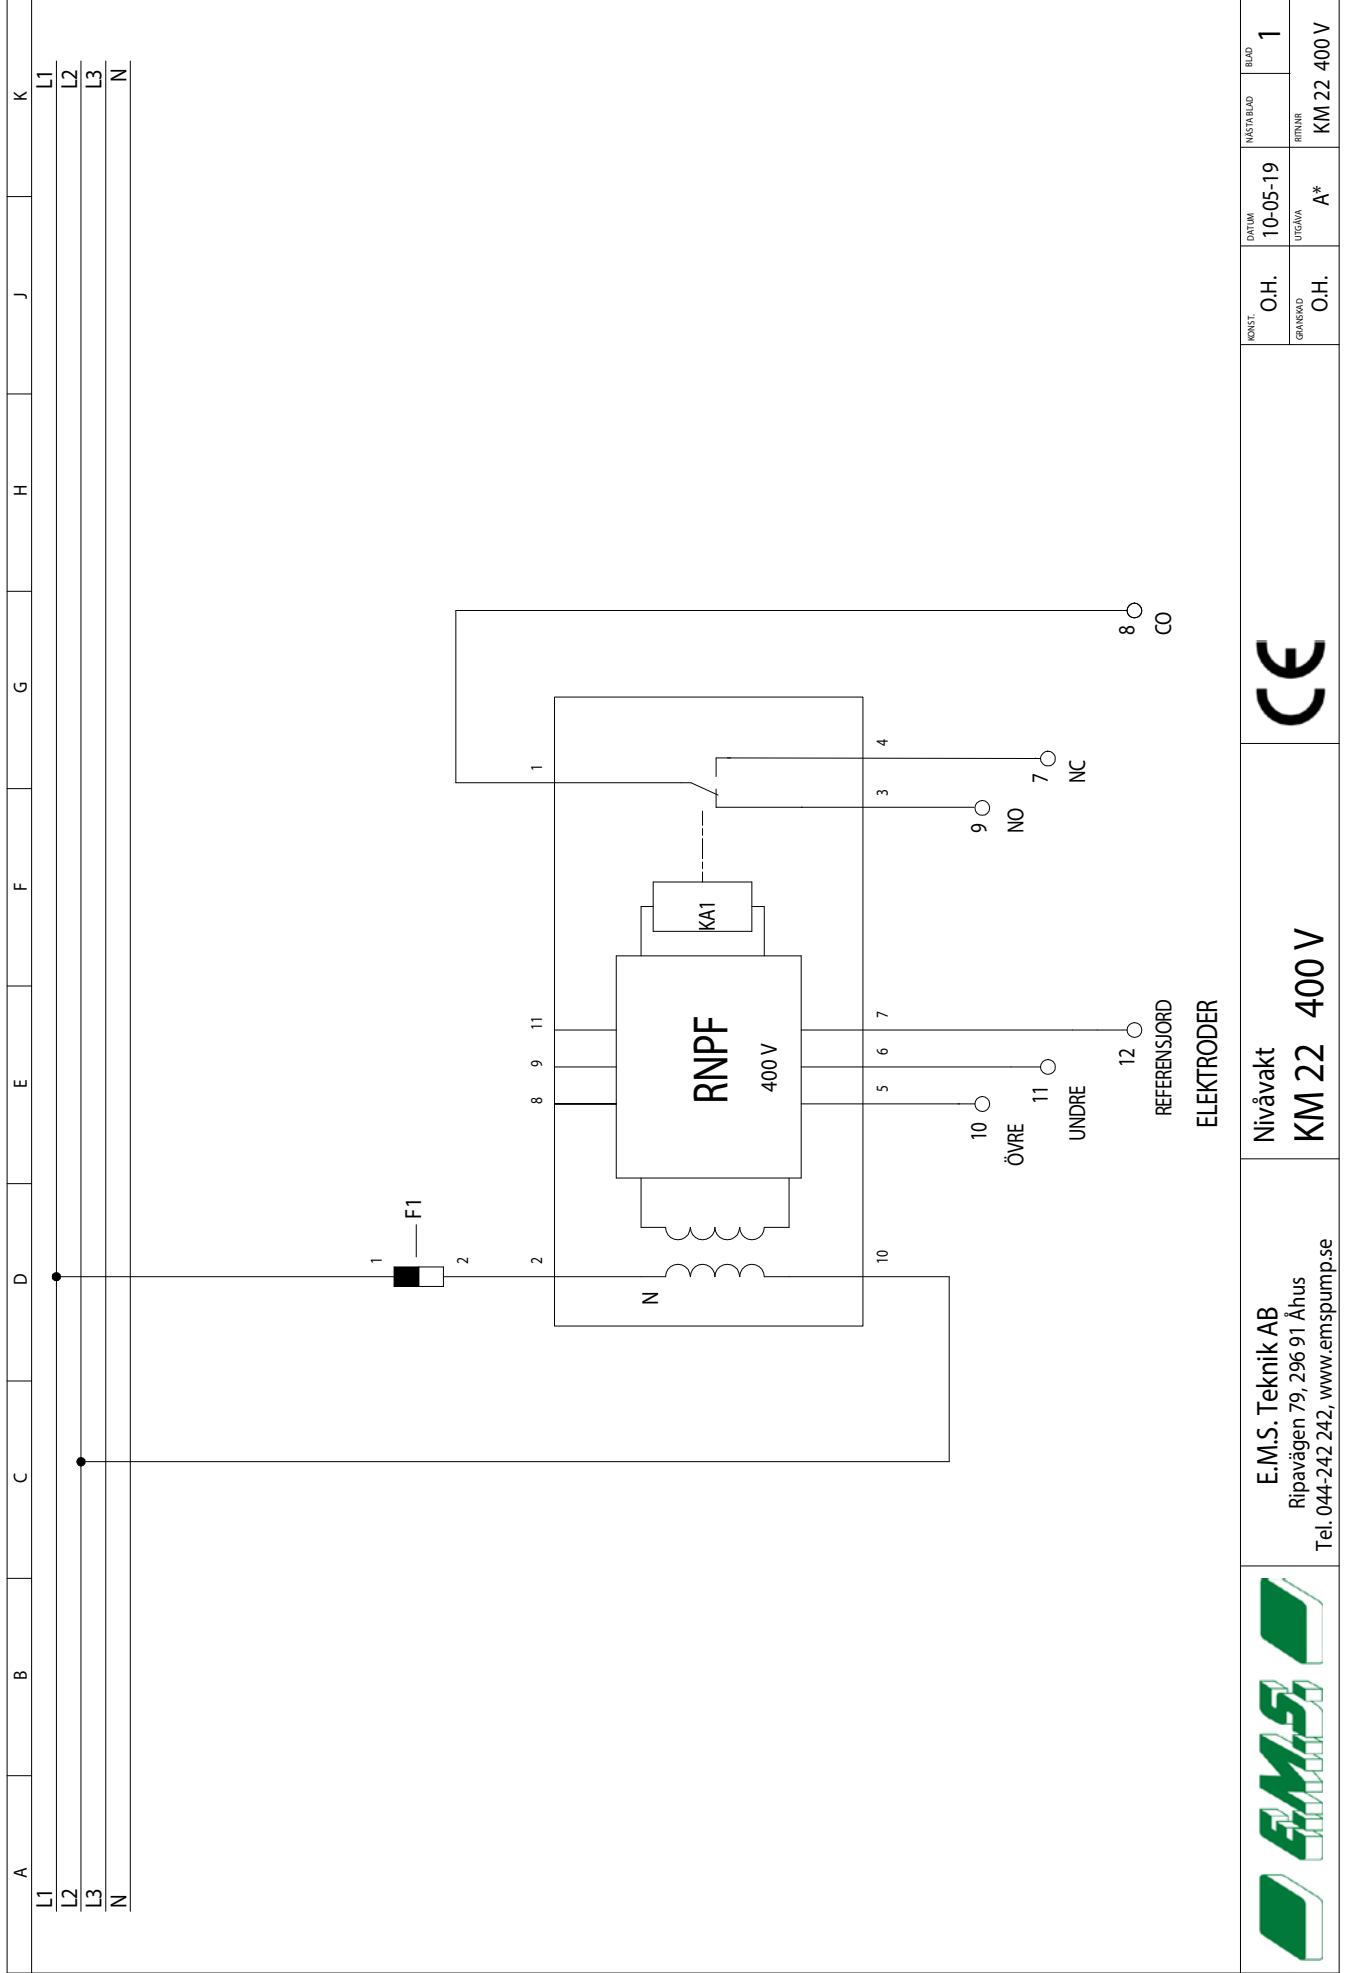 A B C D E F G H J K
L1 L1
L2 L2
L3 L3
N N
1
F1
2
2 8 9 11 1
N
RNPF
400 V
KA1
10 5 6 7 3 4
10
ÖVRE
11
UNDRE
12
REFERENSJORD
ELEKTRODER
9
NO
7
NC
8
CO
E.M.S.
E.M.S. Teknik AB
Ripavägen 79, 296 91 Åhus
Tel. 044-242 242, www.emspump.se
Nivåvakt
KM 22 400 V
CE
KONST. DATUM NÄSTA BLAD BLAD
O.H. 10-05-19 1
GRANSKAD UTGÅVA RITN.NR
O.H. A* KM 22 400 V